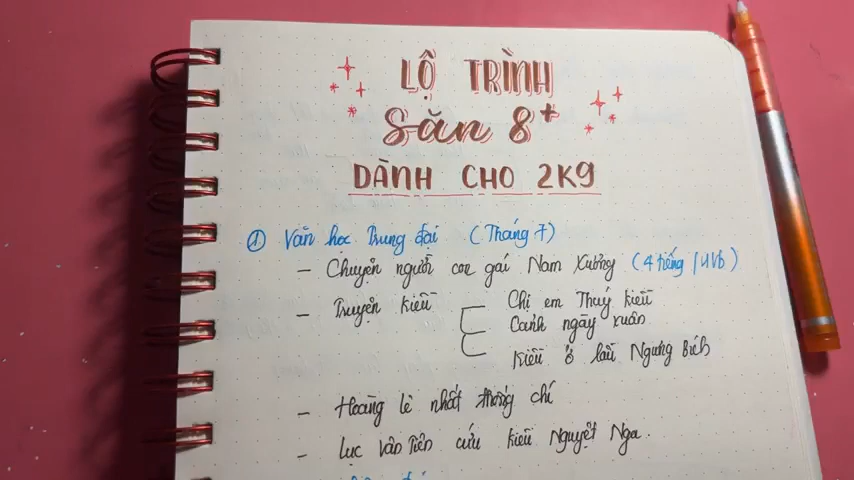 LỘ TRÌNH
Săn 8+
DÀNH CHO 2K9
① Văn học Trung đại (Tháng 7)
- Chuyện người con gái Nam Xương (4 tiếng / 1Vb)
- Truyện Kiều
Chị em Thuý Kiều
Cảnh ngày xuân
Kiều ở lầu Ngưng Bích
- Hoàng lê nhất thống chí
- Lục Vân Tiên cứu Kiều Nguyệt Nga.